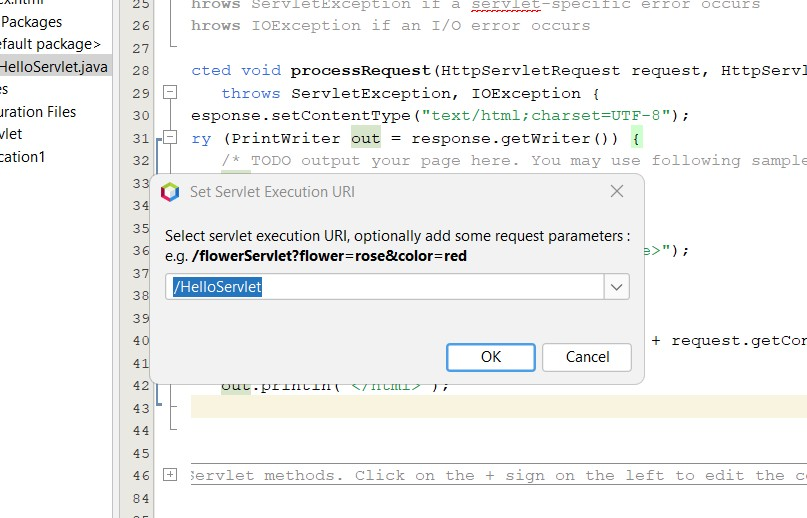 x.html
Packages
efault package>
HelloServlet.java
es
uration Files
vlet
cation1
25 hrows ServletException if a servlet-specific error occurs
26 hrows IOException if an I/O error occurs
27
28 cted void processRequest(HttpServletRequest request, HttpServl
29 throws ServletException, IOException {
30 esponse.setContentType("text/html;charset=UTF-8");
31 ry (PrintWriter out = response.getWriter()) {
32 /* TODO output your page here. You may use following sample
33
34
35
36 e>");
37
38
39
40 + request.getCon
41
42 out.println("</html>");
43
44
45
46 Servlet methods. Click on the + sign on the left to edit the co
84
Set Servlet Execution URI
Select servlet execution URI, optionally add some request parameters :
e.g. /flowerServlet?flower=rose&color=red
/HelloServlet
OK Cancel